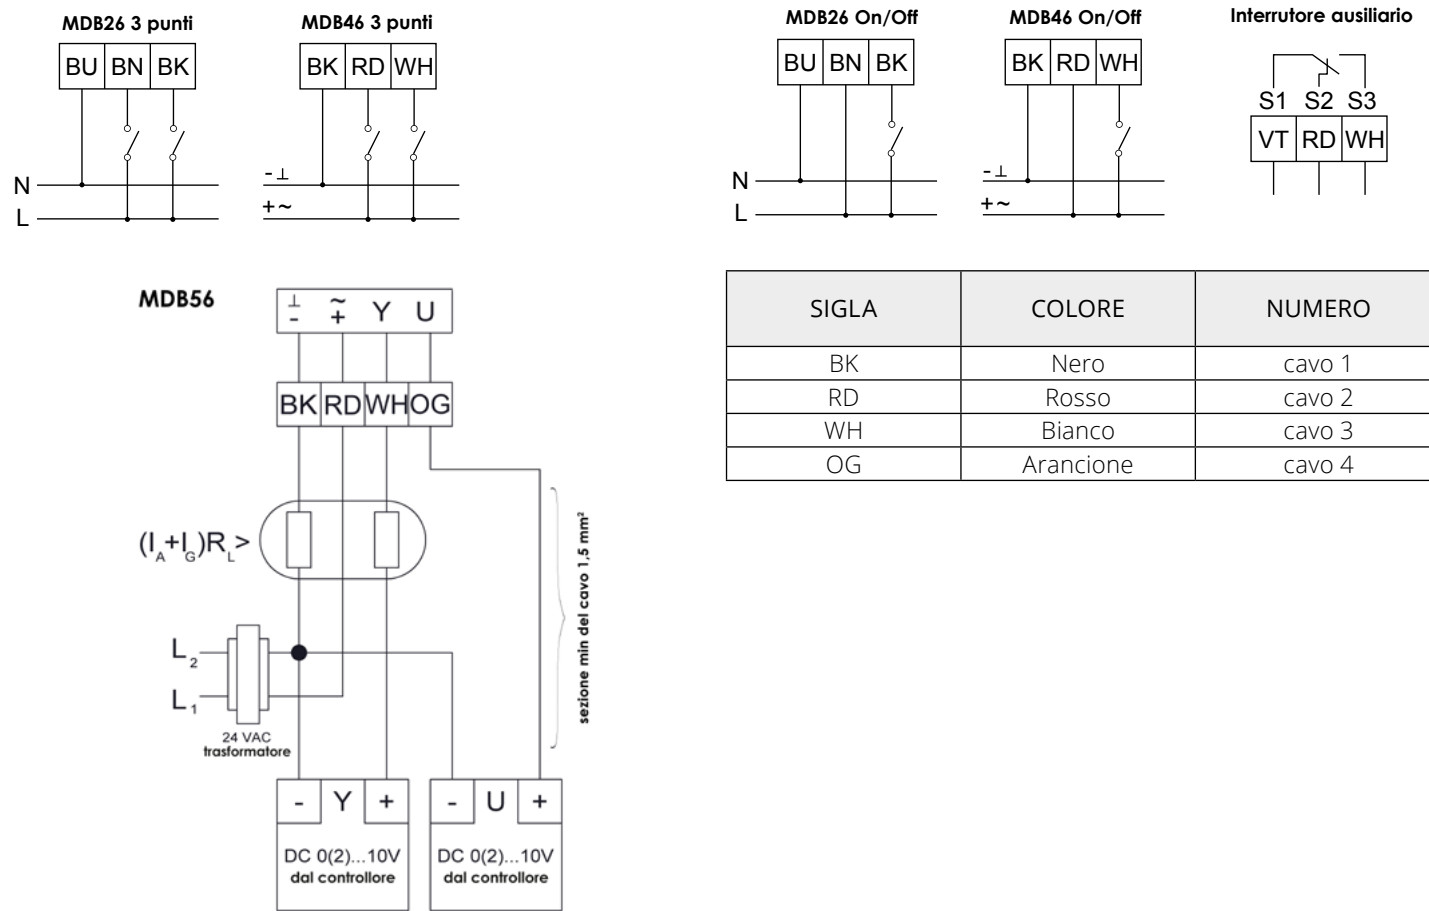 MDB26 3 punti
BU BN BK
N
L
MDB46 3 punti
BK RD WH
- ⊥
+ ~
MDB26 On/Off
BU BN BK
N
L
MDB46 On/Off
BK RD WH
- ⊥
+ ~
Interrutore ausiliario
S1 S2 S3
VT RD WH
MDB56
⊥ ~ Y U
- +
BK RD WH OG
(I_A+I_G)R_L>
sezione min del cavo 1,5 mm²
L₂
L₁
24 VAC
trasformatore
- Y +
DC 0(2)...10V
dal controllore
- U +
DC 0(2)...10V
dal controllore
SIGLA COLORE NUMERO
BK Nero cavo 1
RD Rosso cavo 2
WH Bianco cavo 3
OG Arancione cavo 4